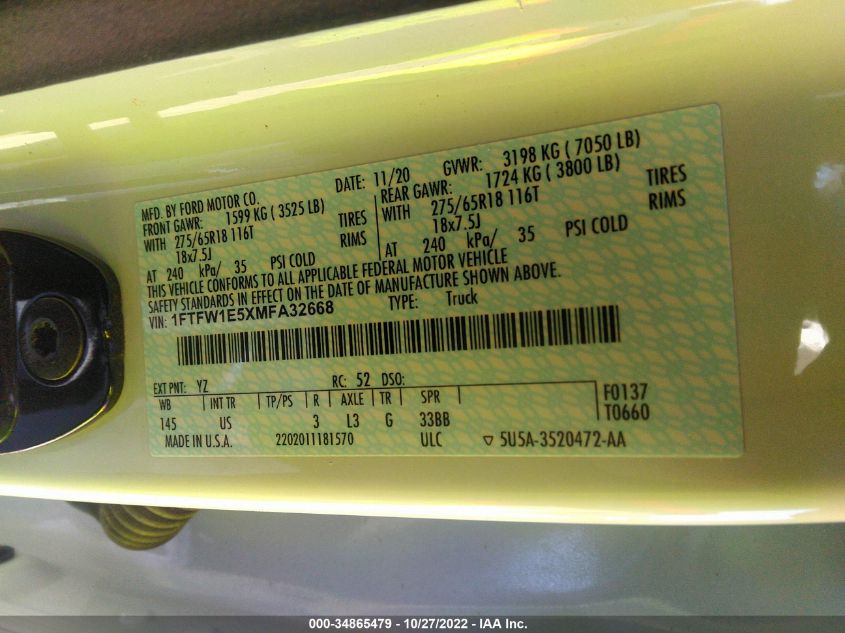 MFD. BY FORD MOTOR CO.
DATE: 11/20 GVWR: 3198 KG ( 7050 LB)
FRONT GAWR: 1599 KG ( 3525 LB)
WITH 275/65R18 116T TIRES
18x7.5J RIMS
AT 240 kPa/ 35 PSI COLD
REAR GAWR: 1724 KG ( 3800 LB)
WITH 275/65R18 116T TIRES
18x7.5J RIMS
AT 240 kPa/ 35 PSI COLD
THIS VEHICLE CONFORMS TO ALL APPLICABLE FEDERAL MOTOR VEHICLE
SAFETY STANDARDS IN EFFECT ON THE DATE OF MANUFACTURE SHOWN ABOVE.
VIN: 1FTFW1E5XMFA32668 TYPE: Truck
EXT PNT: YZ RC: 52 DSO:
WB INT TR TP/PS R AXLE TR SPR F0137
145 US 3 L3 G 33BB T0660
MADE IN U.S.A. 2202011181570 ULC ▽ 5U5A-3520472-AA
000-34865479 - 10/27/2022 - IAA Inc.